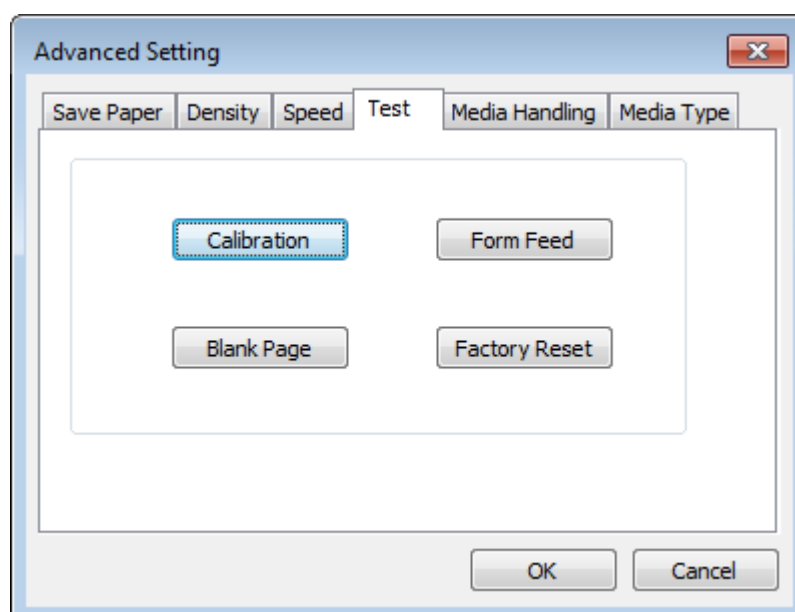 Advanced Setting
Save Paper Density Speed Test Media Handling Media Type
Calibration Form Feed
Blank Page Factory Reset
OK Cancel